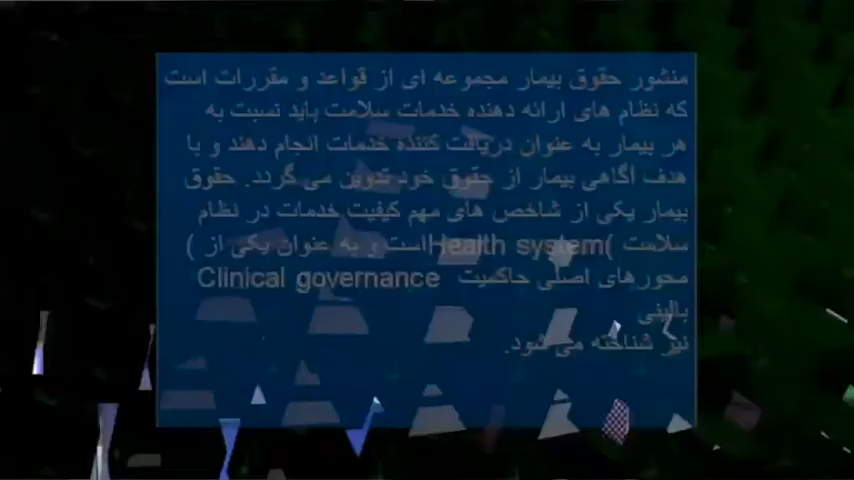 منشور حقوق بیمار مجموعه ای از قواعد و مقررات است
که نظام های ارائه دهنده خدمات سلامت باید نسبت به
هر بیمار به عنوان دریافت کننده خدمات انجام دهند و با
هدف آگاهی بیمار از حقوق خود تدوین می گردد. حقوق
بیمار یکی از شاخص های مهم کیفیت خدمات در نظام
سلامت )Health system(است و به عنوان یکی از )
محورهای اصلی حاکمیت Clinical governance
بالینی
نیز شناخته می شود.